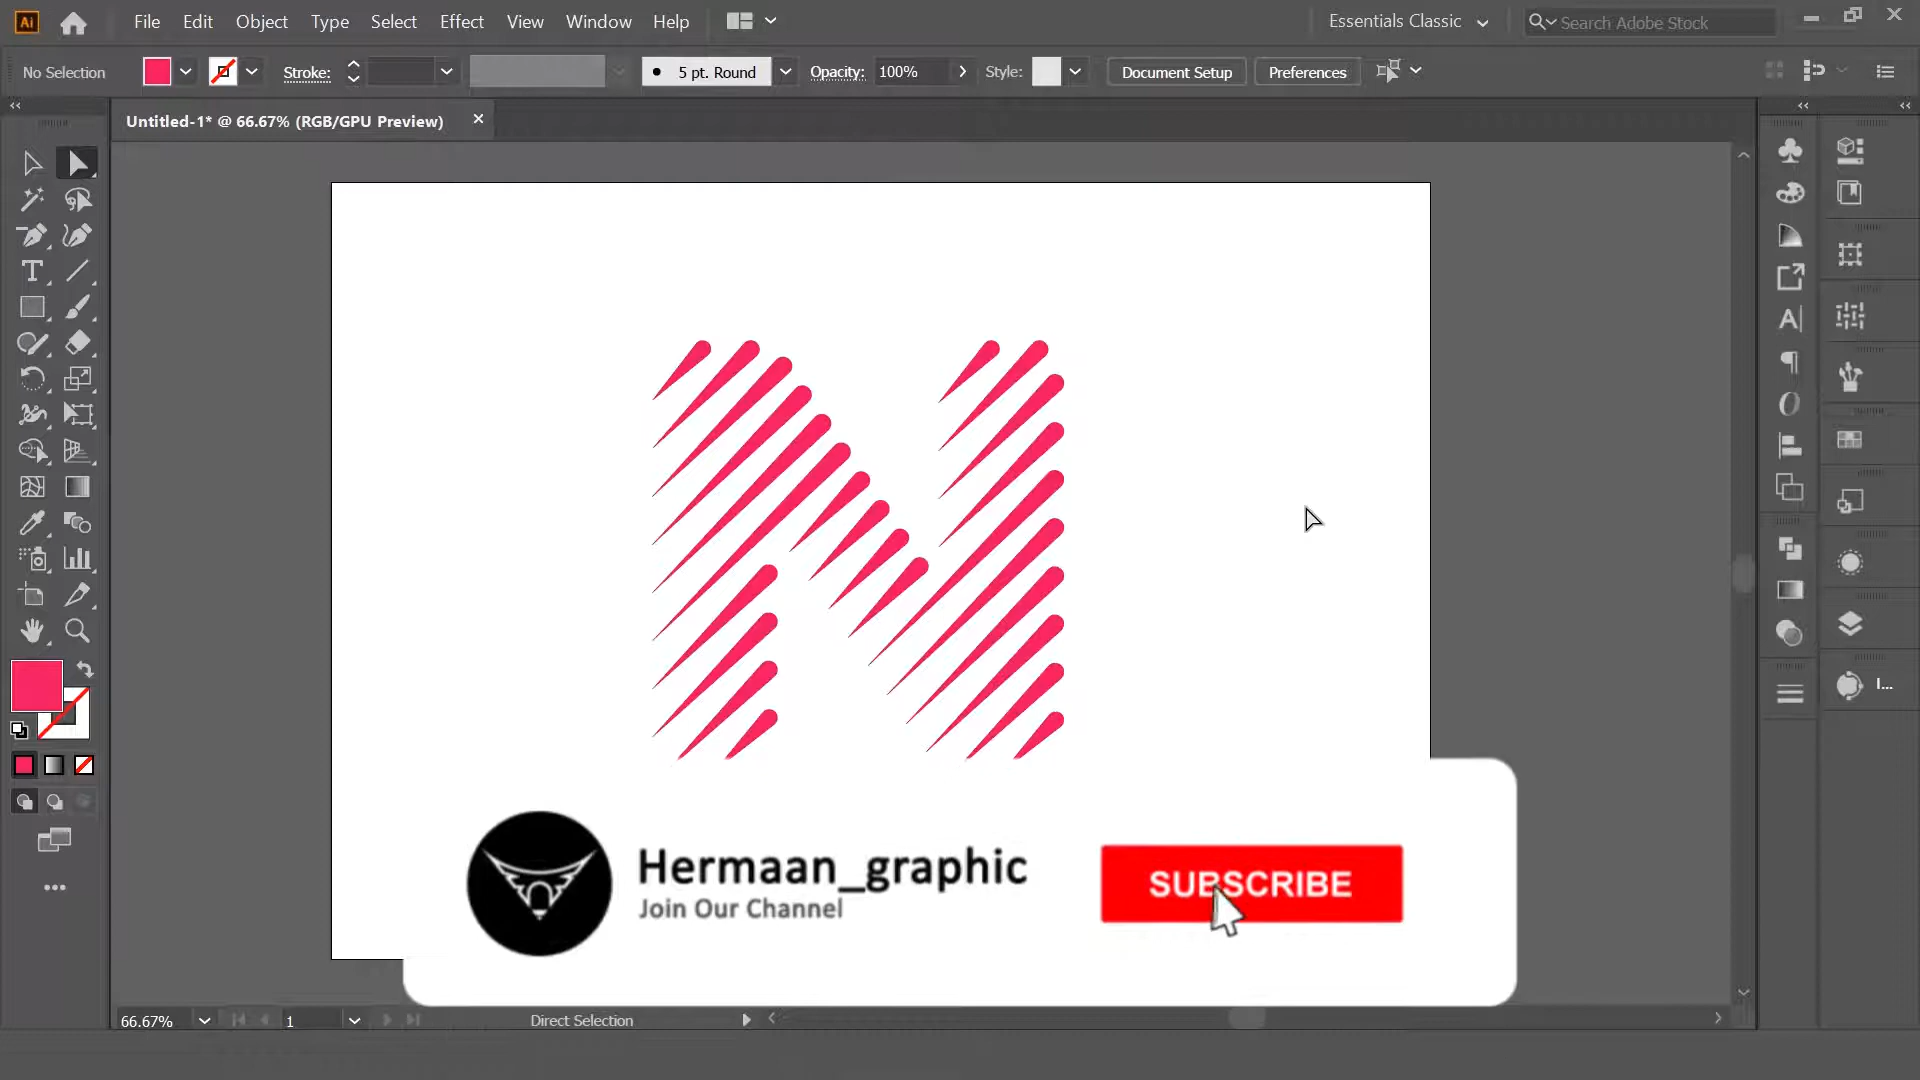 Ai File Edit Object Type Select Effect View Window Help Essentials Classic Search Adobe Stock
No Selection Stroke: 5 pt. Round Opacity: 100% Style: Document Setup Preferences
Untitled-1* @ 66.67% (RGB/GPU Preview)
N
I...
Hermaan_graphic
Join Our Channel
SUBSCRIBE
66.67% 1 Direct Selection